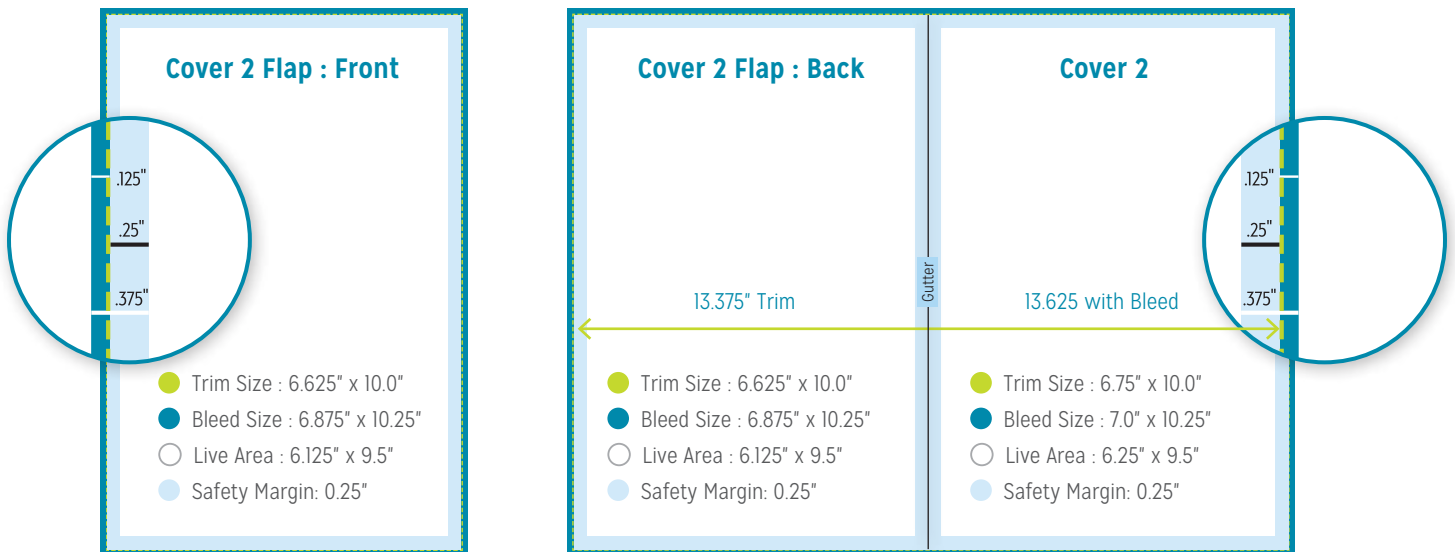 Cover 2 Flap : Front
.125"
.25"
.375"
Trim Size : 6.625" x 10.0"
Bleed Size : 6.875" x 10.25"
Live Area : 6.125" x 9.5"
Safety Margin: 0.25"
Cover 2 Flap : Back
Gutter
13.375" Trim
Trim Size : 6.625" x 10.0"
Bleed Size : 6.875" x 10.25"
Live Area : 6.125" x 9.5"
Safety Margin: 0.25"
Cover 2
.125"
.25"
.375"
13.625 with Bleed
Trim Size : 6.75" x 10.0"
Bleed Size : 7.0" x 10.25"
Live Area : 6.25" x 9.5"
Safety Margin: 0.25"